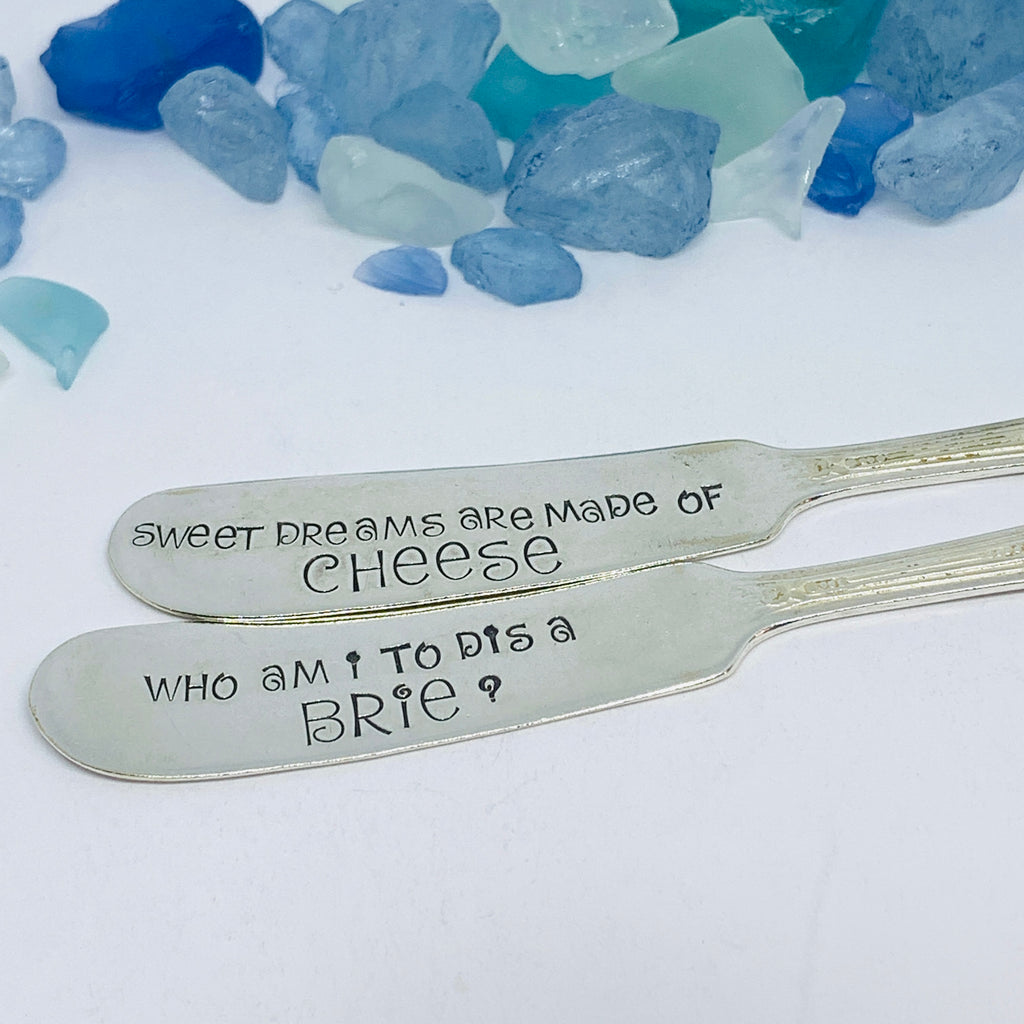 SWeeT DReaMS aRe MaDe OF
CHeeSe
WHO aM i TO DiS a
BRie ?